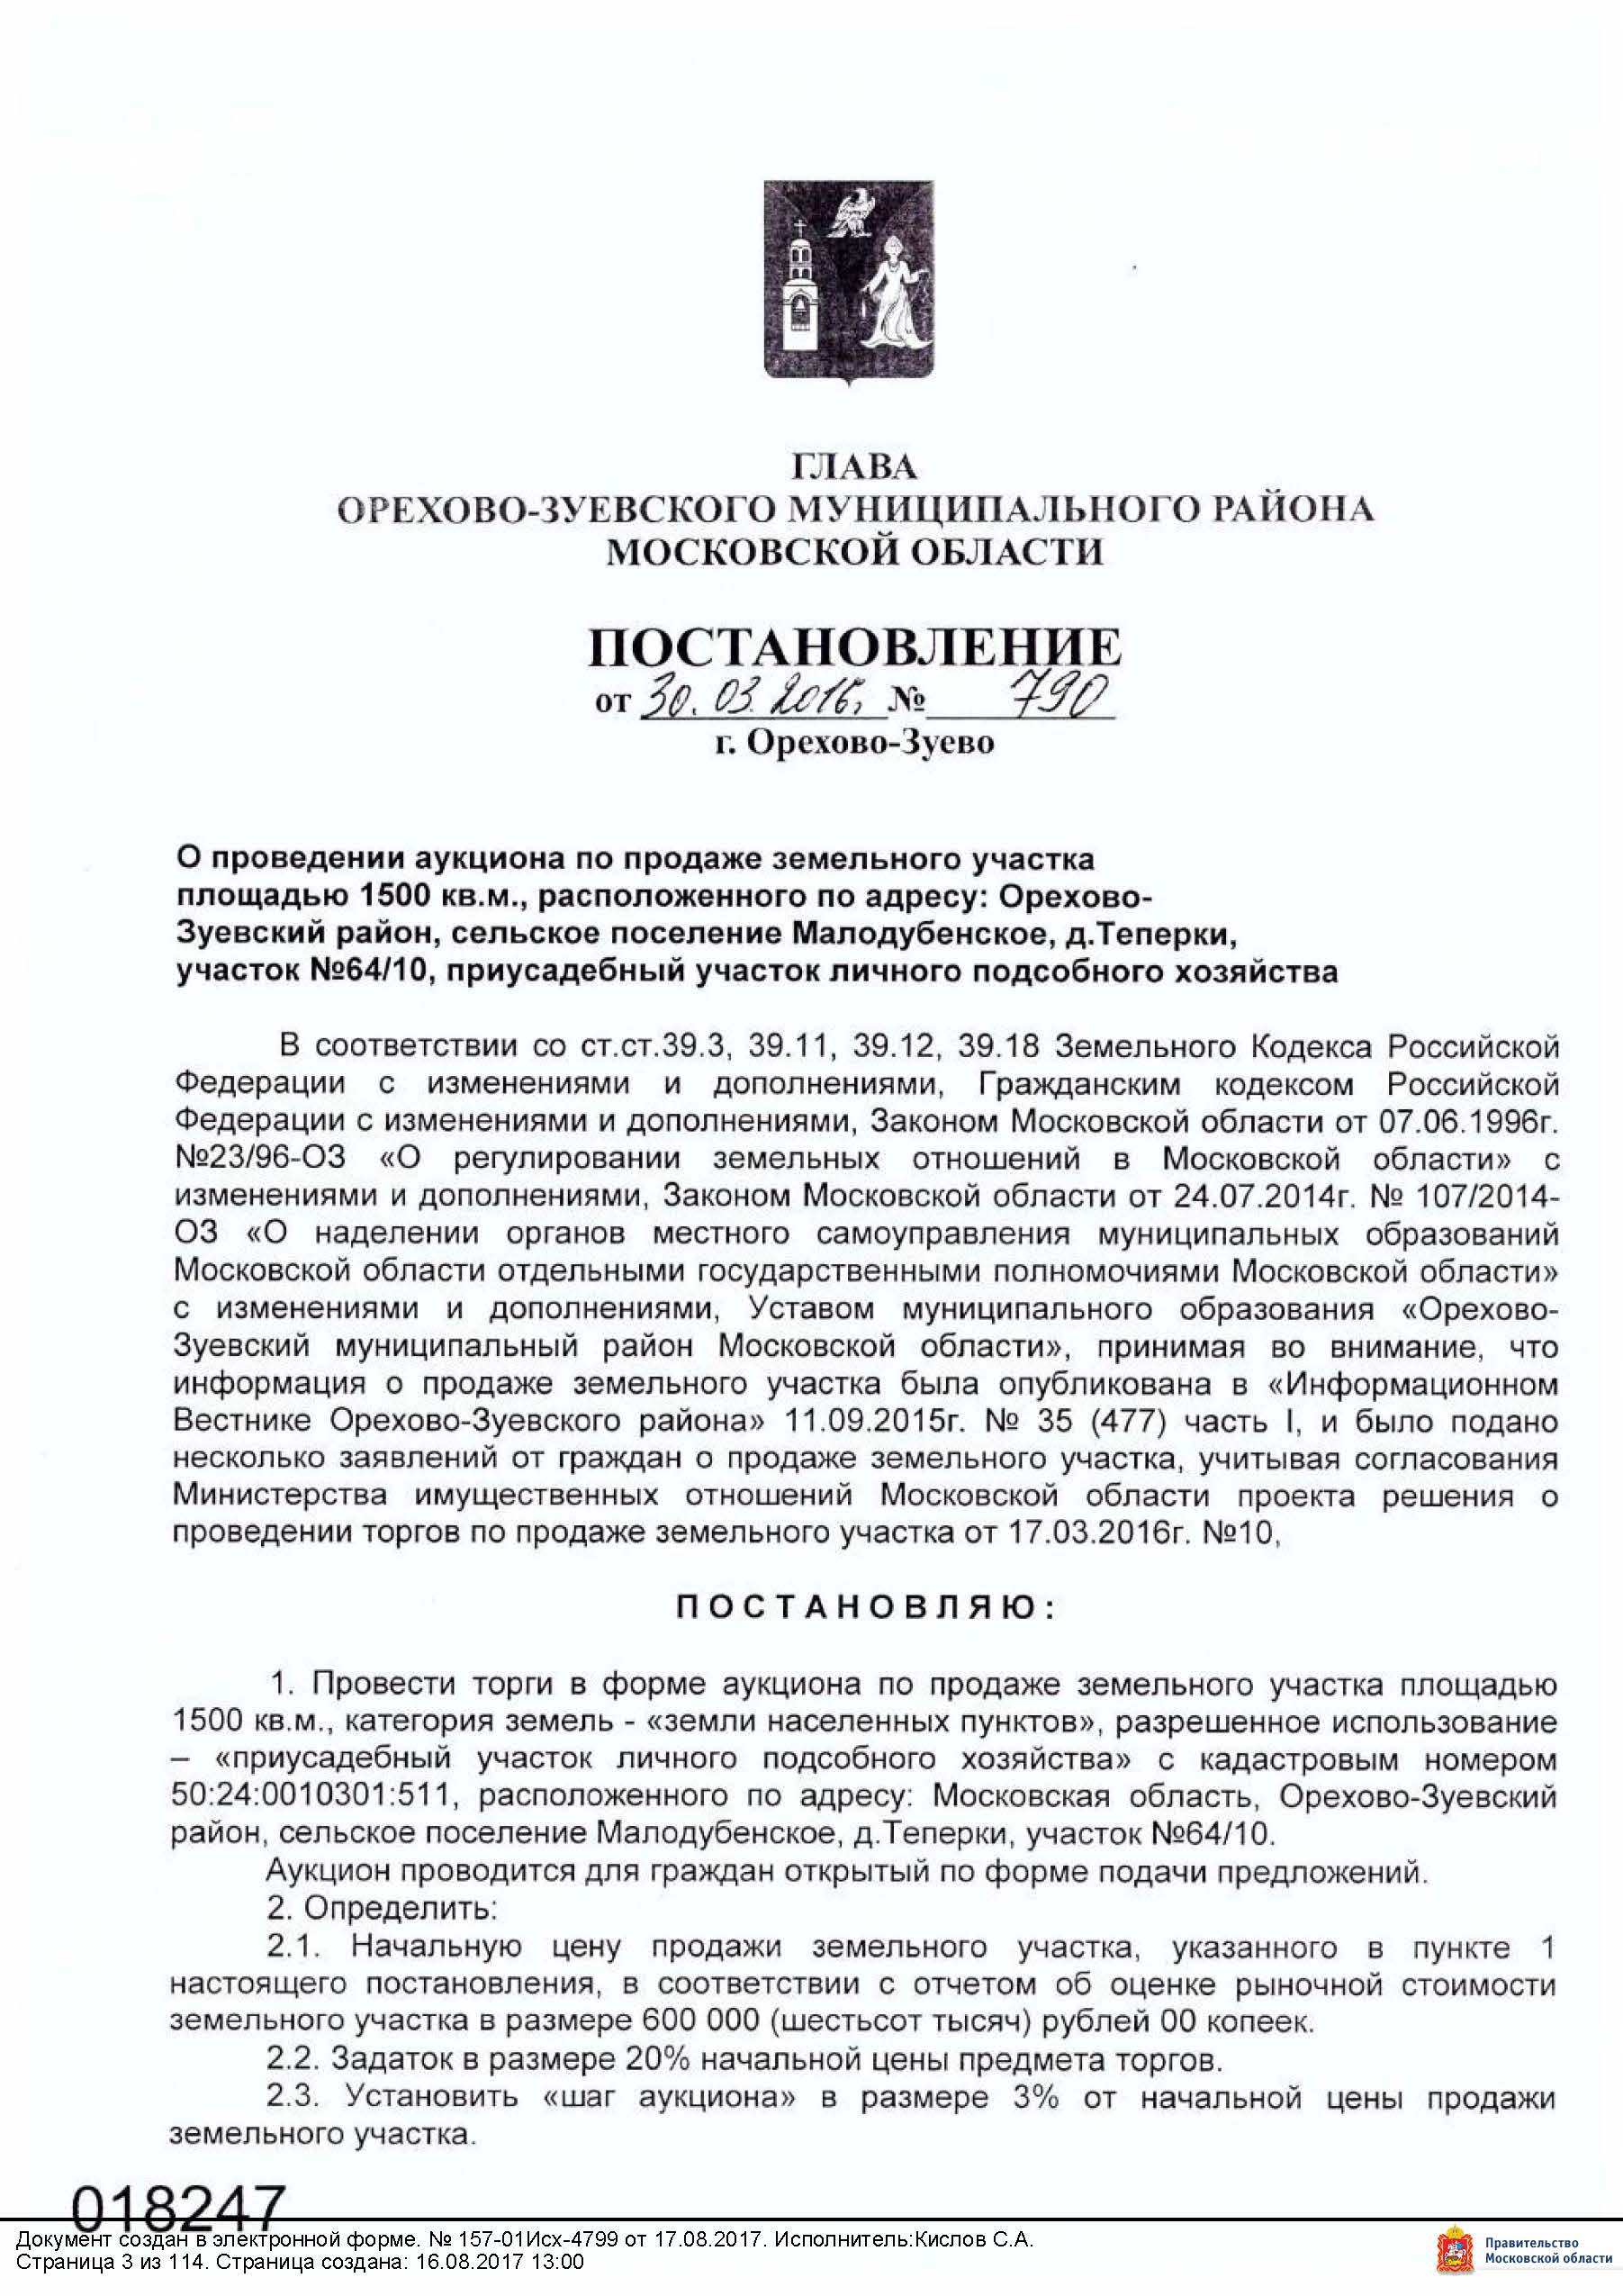 ГЛАВА
ОРЕХОВО-ЗУЕВСКОГО МУНИЦИПАЛЬНОГО РАЙОНА
МОСКОВСКОЙ ОБЛАСТИ
ПОСТАНОВЛЕНИЕ
от 30.03.2016г № 790
г. Орехово-Зуево
О проведении аукциона по продаже земельного участка
площадью 1500 кв.м., расположенного по адресу: Орехово-
Зуевский район, сельское поселение Малодубенское, д.Теперки,
участок №64/10, приусадебный участок личного подсобного хозяйства
В соответствии со ст.ст.39.3, 39.11, 39.12, 39.18 Земельного Кодекса Российской
Федерации с изменениями и дополнениями, Гражданским кодексом Российской
Федерации с изменениями и дополнениями, Законом Московской области от 07.06.1996г.
№23/96-ОЗ «О регулировании земельных отношений в Московской области» с
изменениями и дополнениями, Законом Московской области от 24.07.2014г. № 107/2014-
ОЗ «О наделении органов местного самоуправления муниципальных образований
Московской области отдельными государственными полномочиями Московской области»
с изменениями и дополнениями, Уставом муниципального образования «Орехово-
Зуевский муниципальный район Московской области», принимая во внимание, что
информация о продаже земельного участка была опубликована в «Информационном
Вестнике Орехово-Зуевского района» 11.09.2015г. № 35 (477) часть I, и было подано
несколько заявлений от граждан о продаже земельного участка, учитывая согласования
Министерства имущественных отношений Московской области проекта решения о
проведении торгов по продаже земельного участка от 17.03.2016г. №10,
П О С Т А Н О В Л Я Ю :
1. Провести торги в форме аукциона по продаже земельного участка площадью
1500 кв.м., категория земель - «земли населенных пунктов», разрешенное использование
– «приусадебный участок личного подсобного хозяйства» с кадастровым номером
50:24:0010301:511, расположенного по адресу: Московская область, Орехово-Зуевский
район, сельское поселение Малодубенское, д.Теперки, участок №64/10.
Аукцион проводится для граждан открытый по форме подачи предложений.
2. Определить:
2.1. Начальную цену продажи земельного участка, указанного в пункте 1
настоящего постановления, в соответствии с отчетом об оценке рыночной стоимости
земельного участка в размере 600 000 (шестьсот тысяч) рублей 00 копеек.
2.2. Задаток в размере 20% начальной цены предмета торгов.
2.3. Установить «шаг аукциона» в размере 3% от начальной цены продажи
земельного участка.
018247
Документ создан в электронной форме. № 157-01Исх-4799 от 17.08.2017. Исполнитель:Кислов С.А.
Страница 3 из 114. Страница создана: 16.08.2017 13:00
Правительство
Московской области